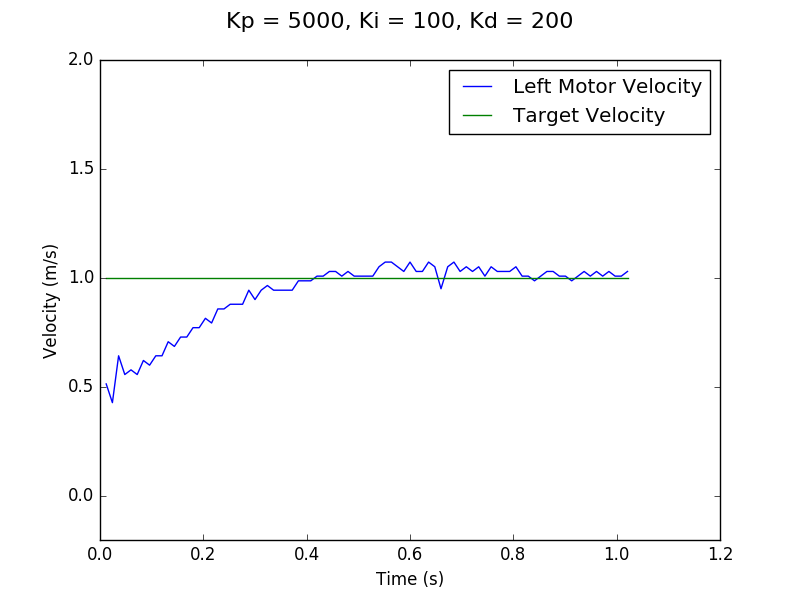 Kp = 5000, Ki = 100, Kd = 200
Left Motor Velocity
Target Velocity
2.0
1.5
1.0
0.5
0.0
Velocity (m/s)
0.0 0.2 0.4 0.6 0.8 1.0 1.2
Time (s)